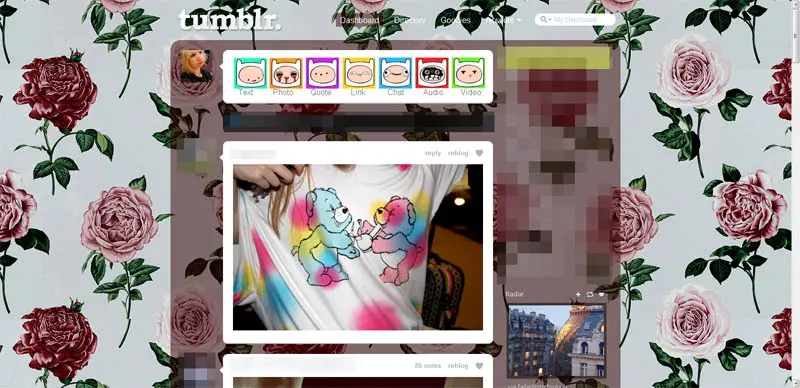 tumblr.
Dashboard Directory Goodies Account
My Dashboard
Text Photo Quote Link Chat Audio Video
reply reblog
Radar
86 notes reblog